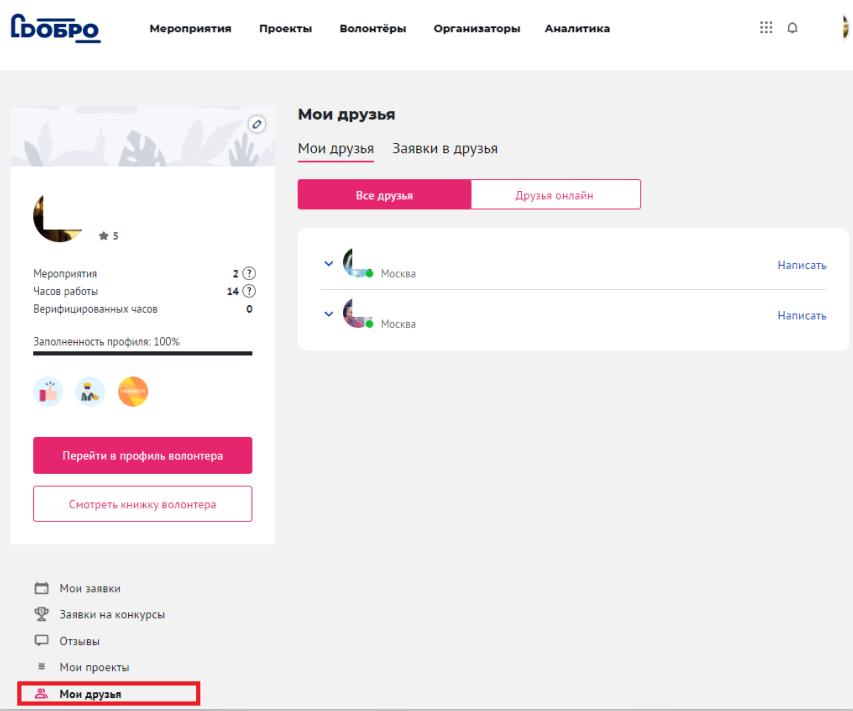 ДОБРО
Мероприятия Проекты Волонтёры Организаторы Аналитика
Мои друзья
Мои друзья Заявки в друзья
Все друзья Друзья онлайн
5
Мероприятия 2 ?
Часов работы 14 ?
Верифицированных часов 0
Заполненность профиля: 100%
Перейти в профиль волонтера
Смотреть книжку волонтера
Москва Написать
Москва Написать
Мои заявки
Заявки на конкурсы
Отзывы
Мои проекты
Мои друзья